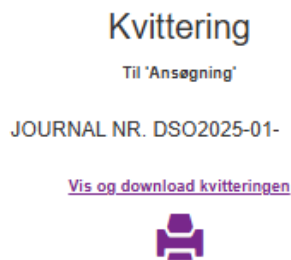 Kvittering
Til 'Ansøgning'
JOURNAL NR. DSO2025-01-
Vis og download kvitteringen